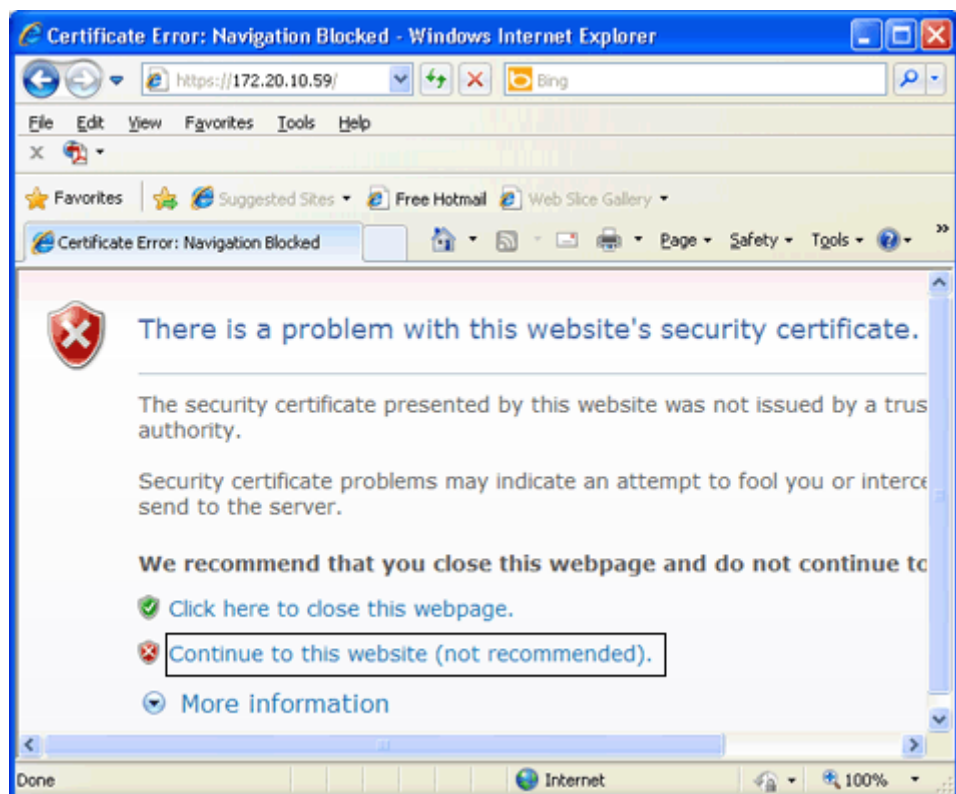 Certificate Error: Navigation Blocked - Windows Internet Explorer
https://172.20.10.59/
Bing
File Edit View Favorites Tools Help
Favorites Suggested Sites Free Hotmail Web Slice Gallery
Certificate Error: Navigation Blocked Page Safety Tools
There is a problem with this website's security certificate.
The security certificate presented by this website was not issued by a trus
authority.
Security certificate problems may indicate an attempt to fool you or interce
send to the server.
We recommend that you close this webpage and do not continue to
Click here to close this webpage.
Continue to this website (not recommended).
More information
Done Internet 100%